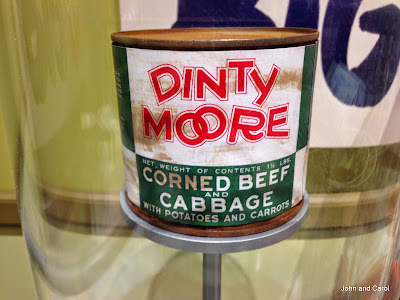 BIG
DINTY
MOORE
NET. WEIGHT OF CONTENTS 1½ LBS.
CORNED BEEF
AND
CABBAGE
WITH POTATOES AND CARROTS
John and Carol